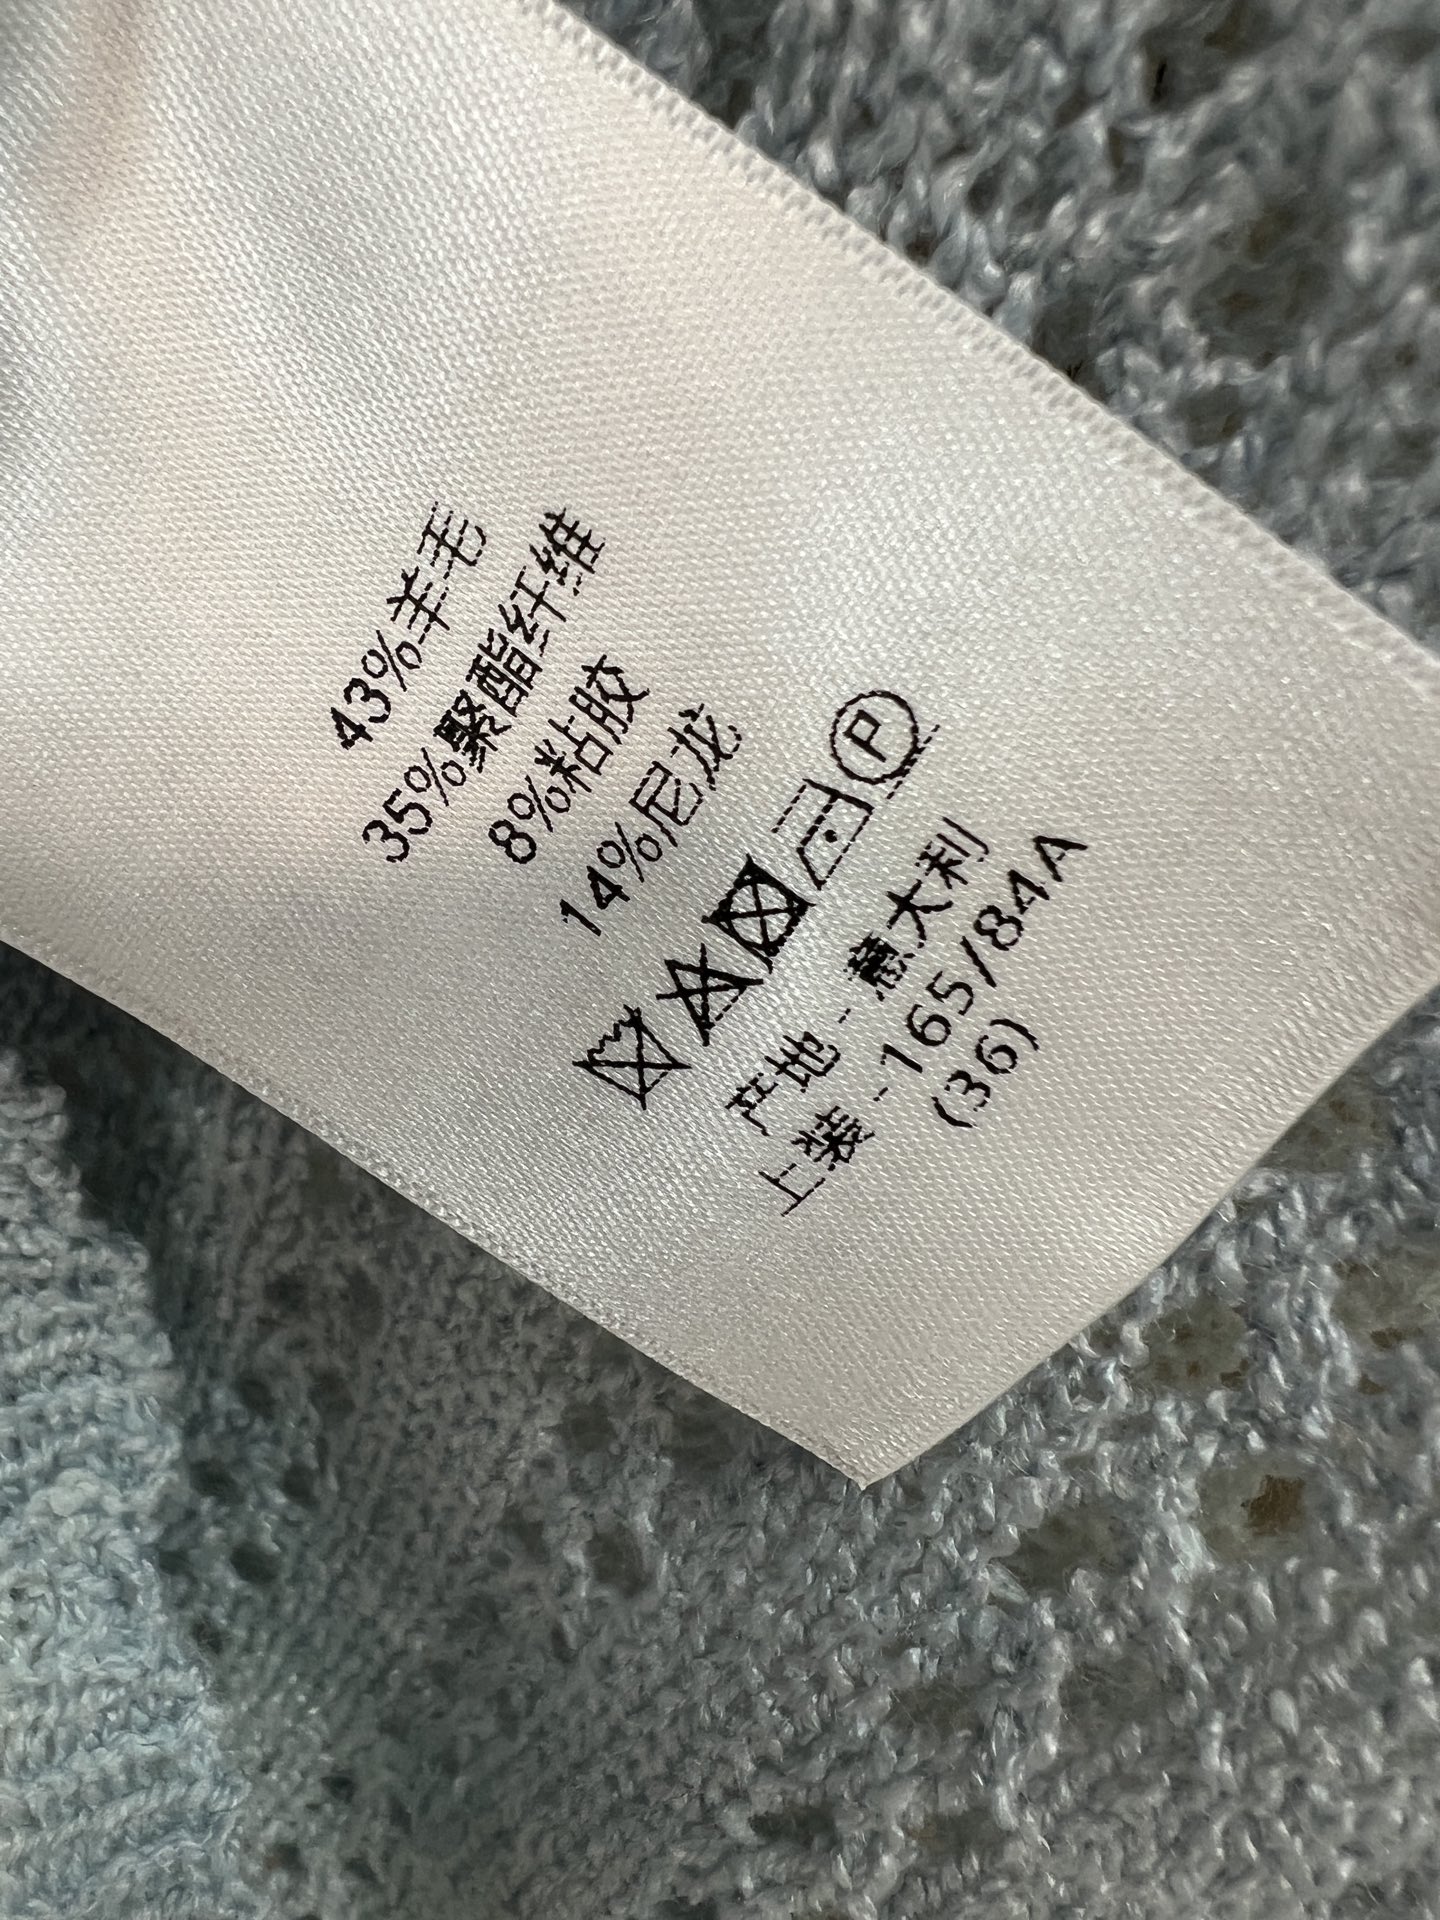 43%羊毛
35%聚酯纤维
8%粘胶
14%尼龙
P
产地 - 意大利
上装 - 165/84A
(36)